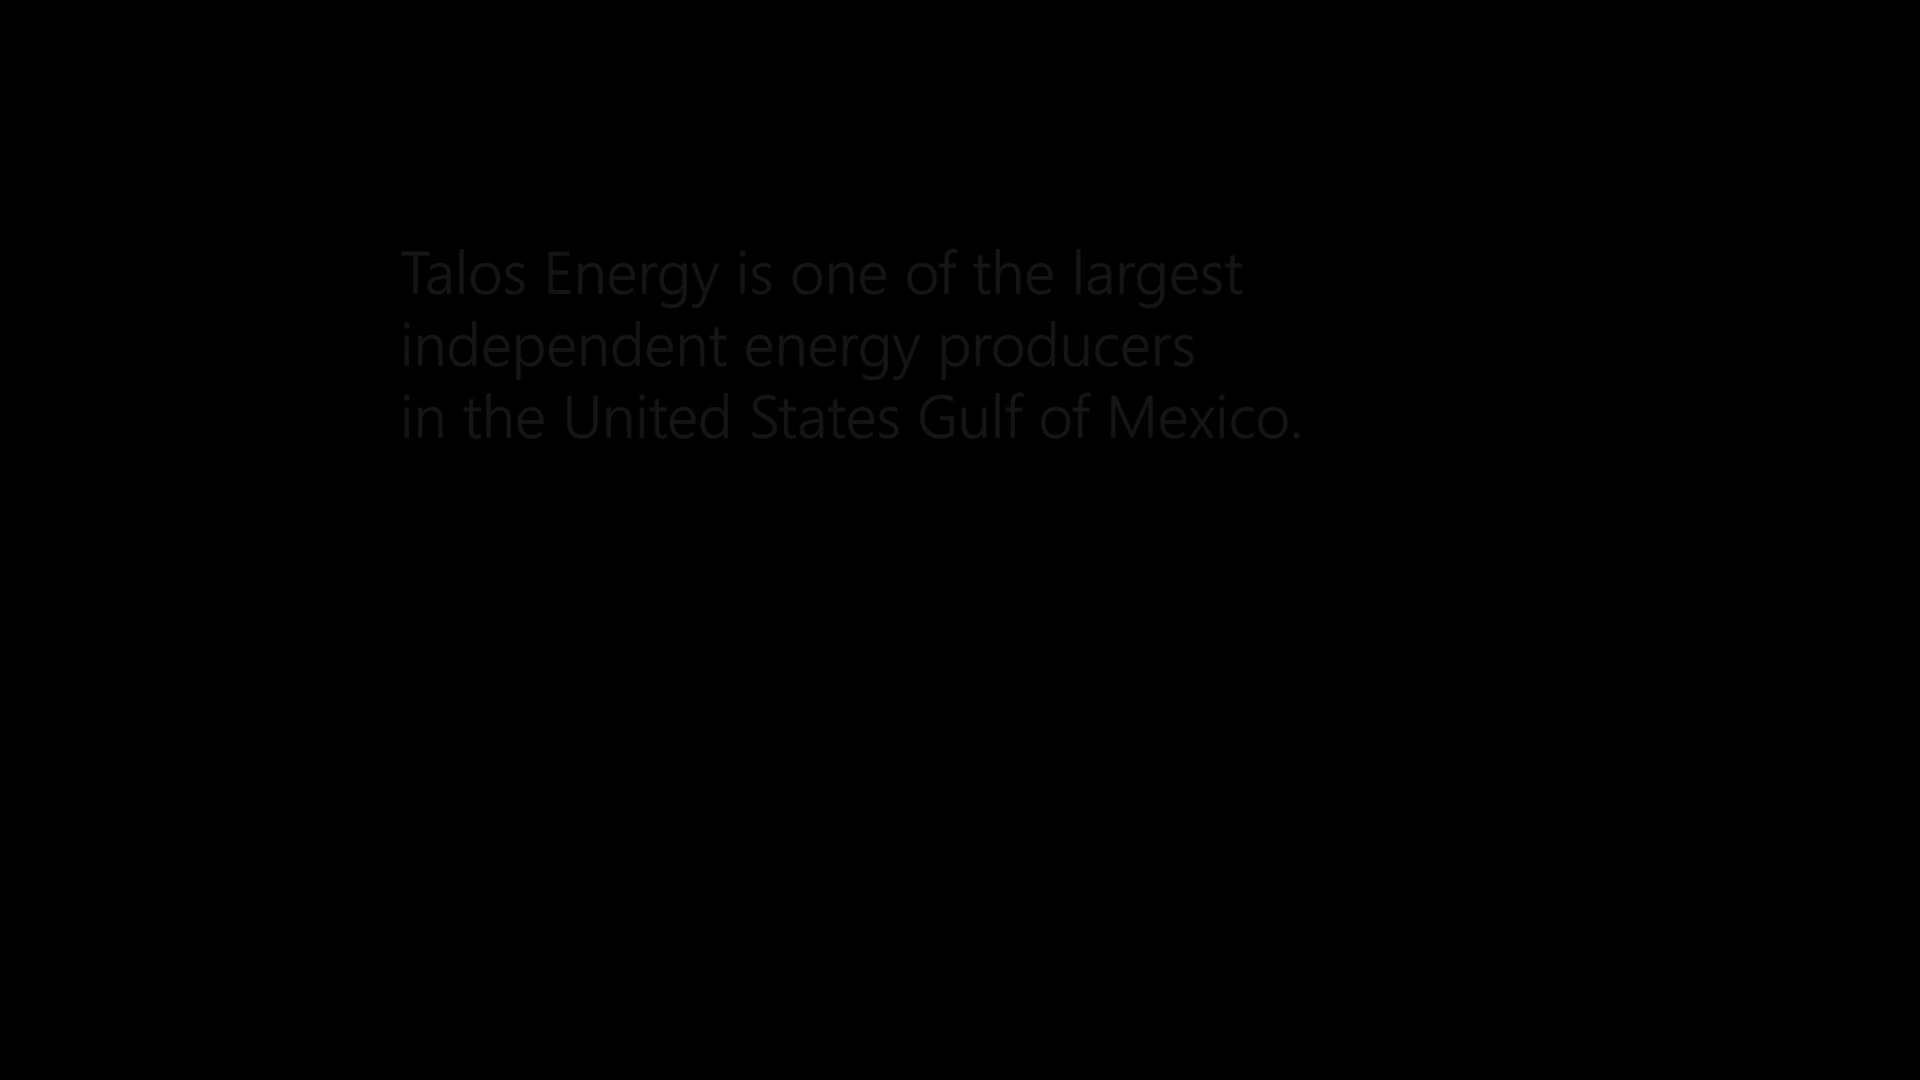 Talos Energy is one of the largest
independent energy producers
in the United States Gulf of Mexico.